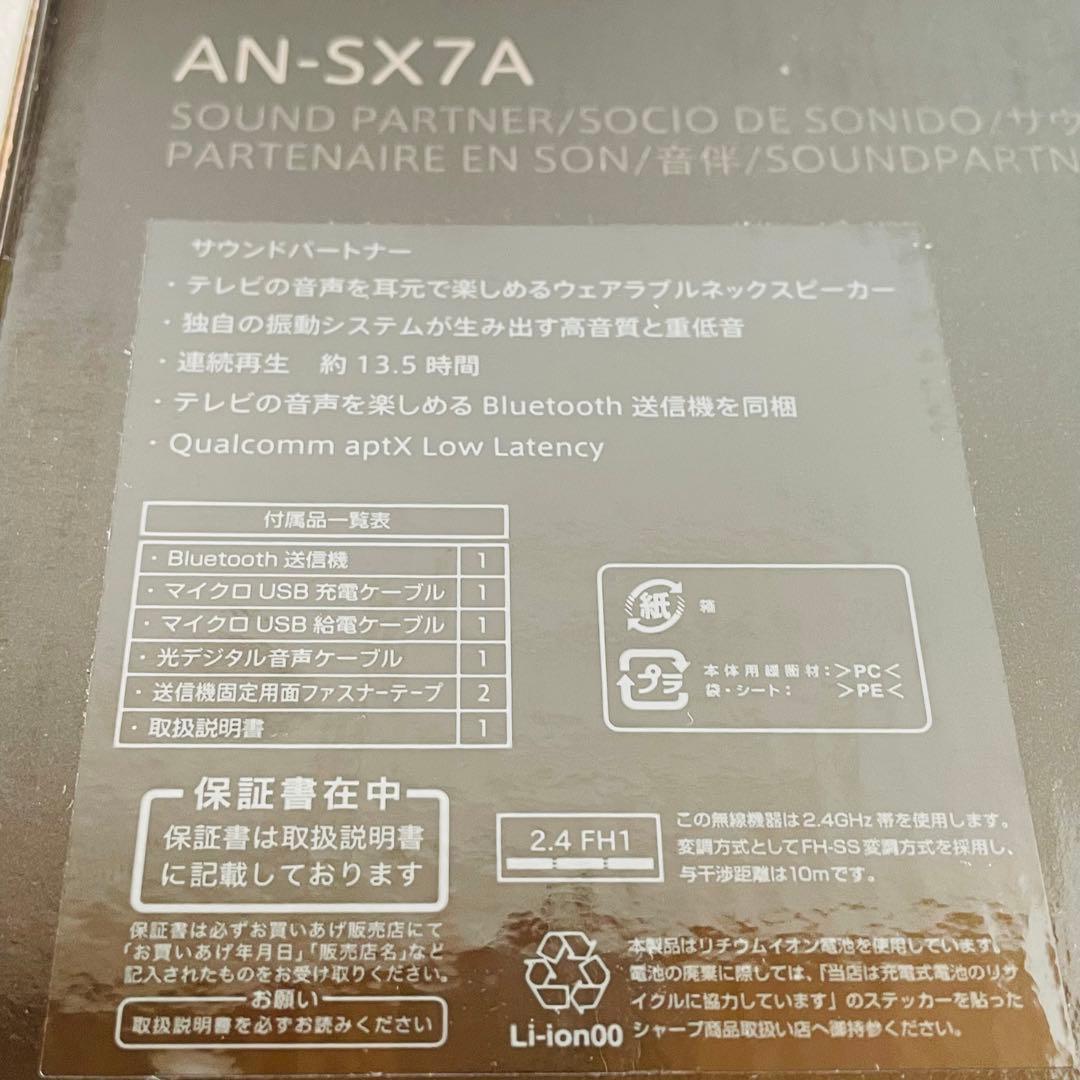 AN-SX7A
SOUND PARTNER/SOCIO DE SONIDO/サウ
PARTENAIRE EN SON/音伴/SOUNDPARTN
サウンドパートナー
・テレビの音声を耳元で楽しめるウェアラブルネックスピーカー
・独自の振動システムが生み出す高音質と重低音
・連続再生 約13.5時間
・テレビの音声を楽しめる Bluetooth 送信機を同梱
・Qualcomm aptX Low Latency
付属品一覧表
・Bluetooth 送信機 1
・マイクロ USB 充電ケーブル 1
・マイクロ USB 給電ケーブル 1
・光デジタル音声ケーブル 1
・送信機固定用面ファスナーテープ 2
・取扱説明書 1
紙 箱
プラ 本体用緩衝材：>PC<
袋・シート： >PE<
保証書在中
保証書は取扱説明書
に記載しております
保証書は必ずお買いあげ販売店にて
「お買いあげ年月日」「販売店名」など
記入されたものをお受け取りください。
お願い
取扱説明書を必ずお読みください
2.4 FH1
この無線機器は2.4GHz帯を使用します。
変調方式としてFH-SS変調方式を採用し、
与干渉距離は10mです。
Li-ion00
本製品はリチウムイオン電池を使用しています。
電池の廃棄に際しては、「当店は充電式電池のリサ
イクルに協力しています」のステッカーを貼った
シャープ商品取扱い店へ御持参ください。